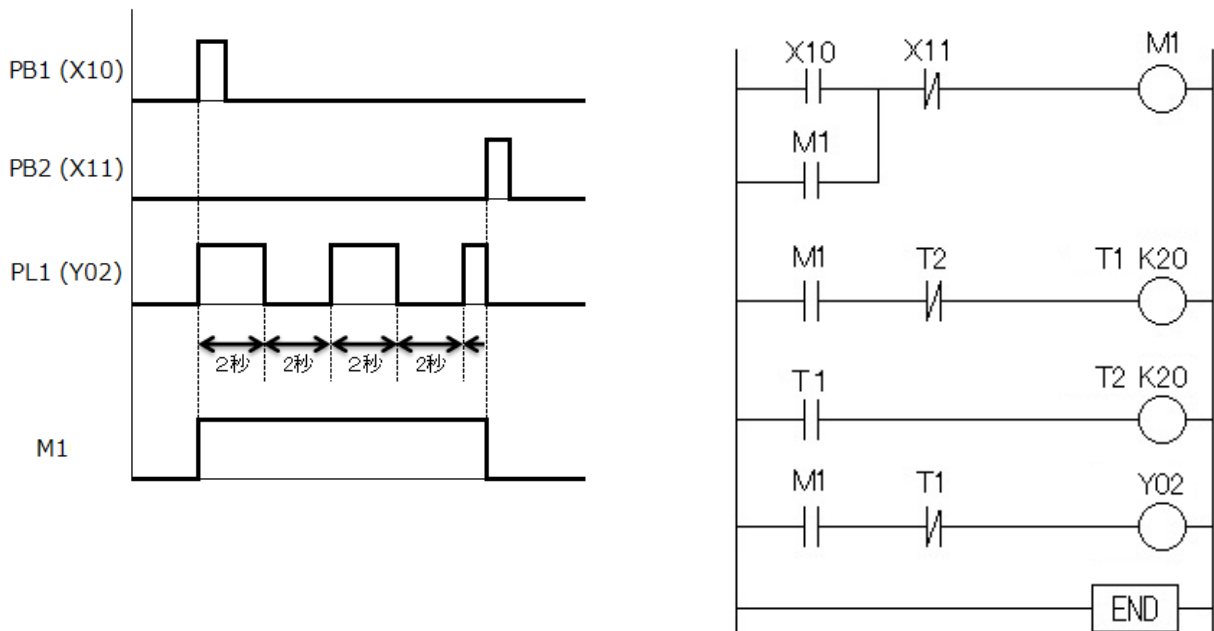 PB1 (X10)
PB2 (X11)
PL1 (Y02)
2秒 2秒 2秒 2秒
M1
X10 X11 M1
M1
M1 T2 T1 K20
T1 T2 K20
M1 T1 Y02
END